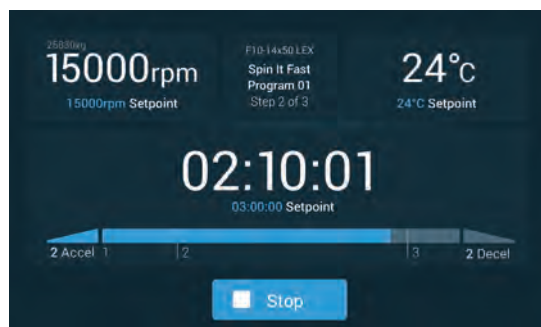 25830xg
15000rpm
15000rpm Setpoint
F10-14x50 LEX
Spin It Fast
Program 01
Step 2 of 3
24°C
24°C Setpoint
02:10:01
03:00:00 Setpoint
2 Accel 1 2 3 2 Decel
Stop